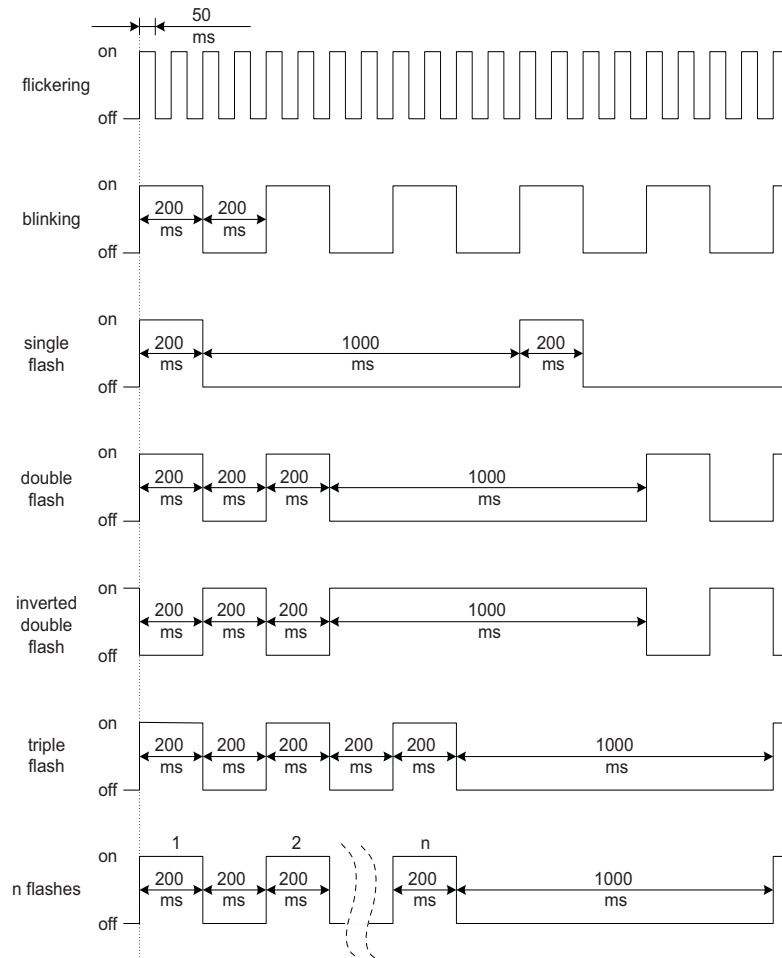 50
ms
on
flickering
off
on
blinking
200 200
ms ms
off
on
single
flash
200 1000 200
ms ms ms
off
on
double
flash
200 200 200 1000
ms ms ms ms
off
on
inverted
double
flash
200 200 200 1000
ms ms ms ms
off
on
triple
flash
200 200 200 200 200 1000
ms ms ms ms ms ms
off
1 2 n
on
n flashes
200 200 200 200 1000
ms ms ms ms ms
off